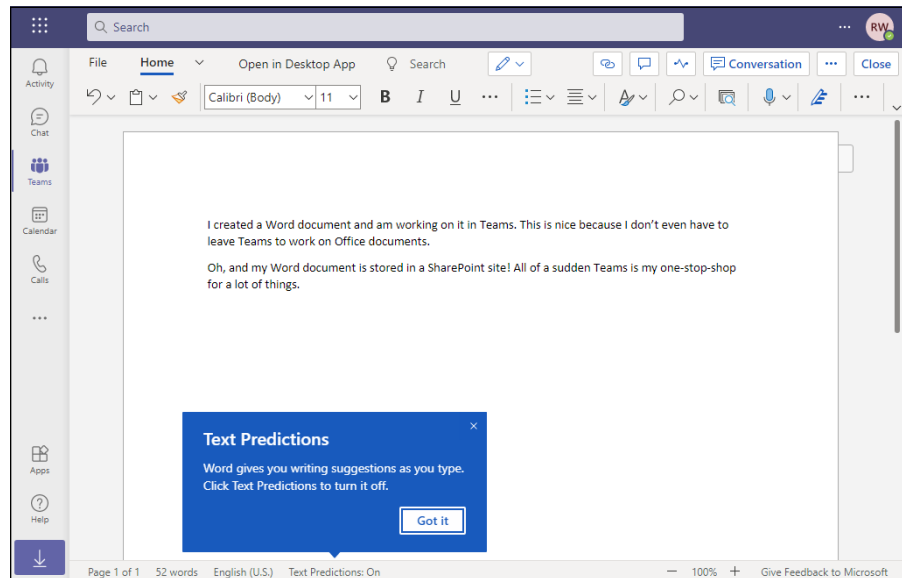 Search
RW
File Home Open in Desktop App Search Conversation Close
Activity
Calibri (Body) 11 B I U
Chat
Teams
Calendar
Calls
I created a Word document and am working on it in Teams. This is nice because I don't even have to
leave Teams to work on Office documents.
Oh, and my Word document is stored in a SharePoint site! All of a sudden Teams is my one-stop-shop
for a lot of things.
Text Predictions
Word gives you writing suggestions as you type.
Click Text Predictions to turn it off.
Got it
Apps
Help
Page 1 of 1 52 words English (U.S.) Text Predictions: On 100% Give Feedback to Microsoft